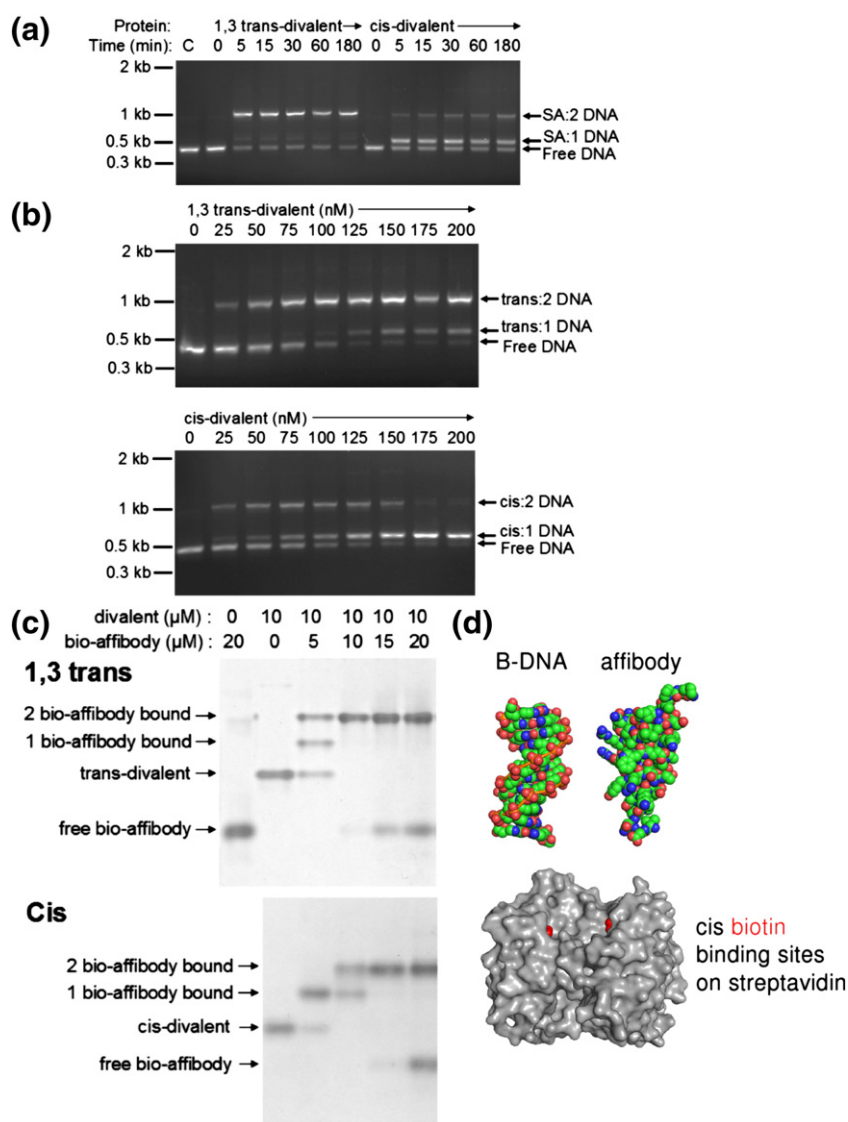 (a)
Protein: 1,3 trans-divalent cis-divalent
Time (min): C 0 5 15 30 60 180 0 5 15 30 60 180
2 kb
1 kb
0.5 kb
0.3 kb
SA:2 DNA
SA:1 DNA
Free DNA
(b)
1,3 trans-divalent (nM)
0 25 50 75 100 125 150 175 200
2 kb
1 kb
0.5 kb
0.3 kb
trans:2 DNA
trans:1 DNA
Free DNA
cis-divalent (nM)
0 25 50 75 100 125 150 175 200
2 kb
1 kb
0.5 kb
0.3 kb
cis:2 DNA
cis:1 DNA
Free DNA
(c)
divalent (µM) : 0 10 10 10 10 10
bio-affibody (µM) : 20 0 5 10 15 20
1,3 trans
2 bio-affibody bound
1 bio-affibody bound
trans-divalent
free bio-affibody
Cis
2 bio-affibody bound
1 bio-affibody bound
cis-divalent
free bio-affibody
(d)
B-DNA affibody
cis biotin
binding sites
on streptavidin